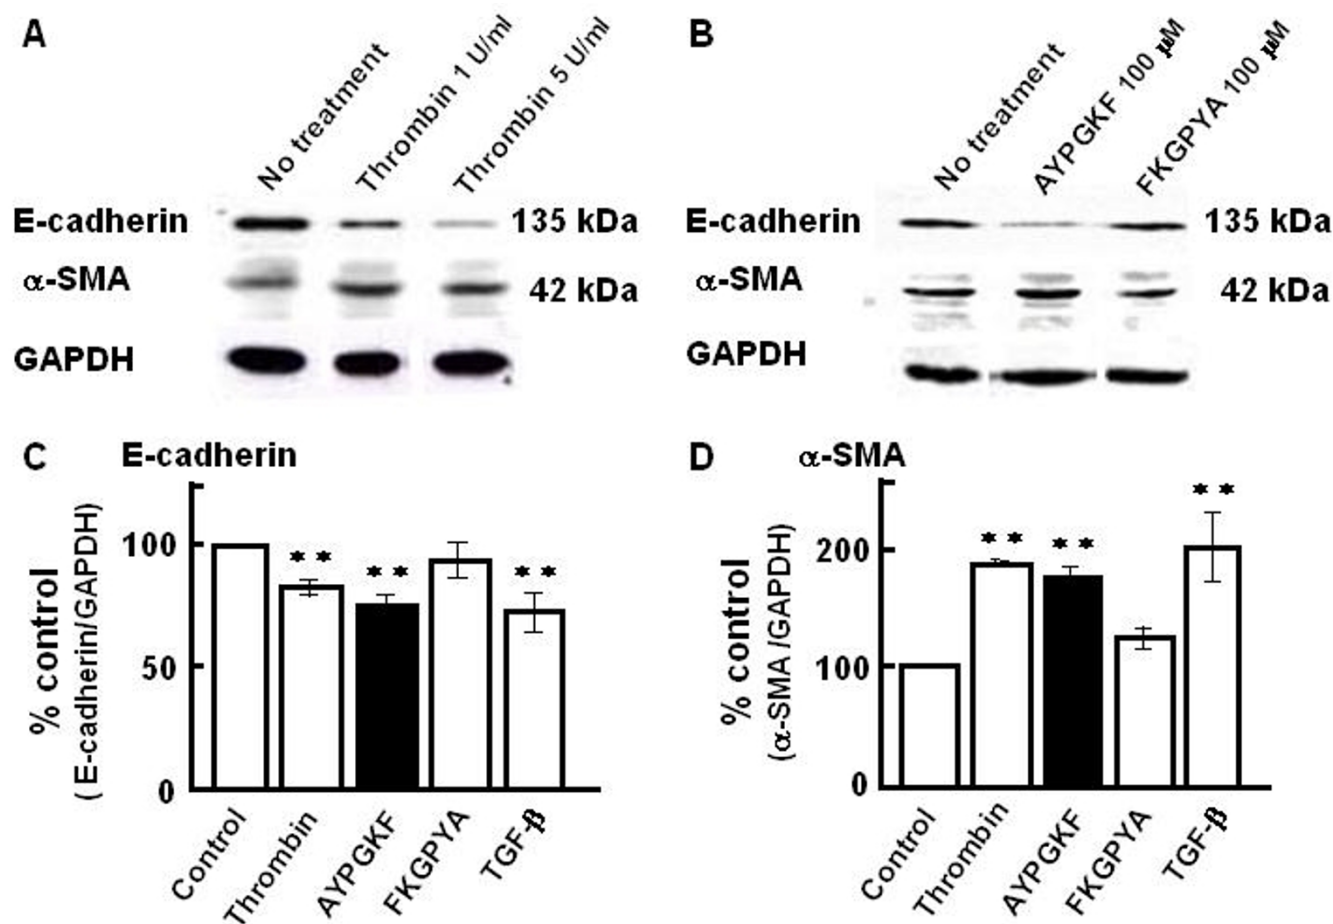 A
No treatment
Thrombin 1 U/ml
Thrombin 5 U/ml
E-cadherin
135 kDa
α-SMA
42 kDa
GAPDH
B
No treatment
AYPGKF 100 μM
FKGPYA 100 μM
E-cadherin
135 kDa
α-SMA
42 kDa
GAPDH
C
E-cadherin
% control
(E-cadherin/GAPDH)
100
50
0
**
**
**
Control
Thrombin
AYPGKF
FKGPYA
TGF-β
D
α-SMA
% control
(α-SMA /GAPDH)
200
100
0
**
**
**
Control
Thrombin
AYPGKF
FKGPYA
TGF-β